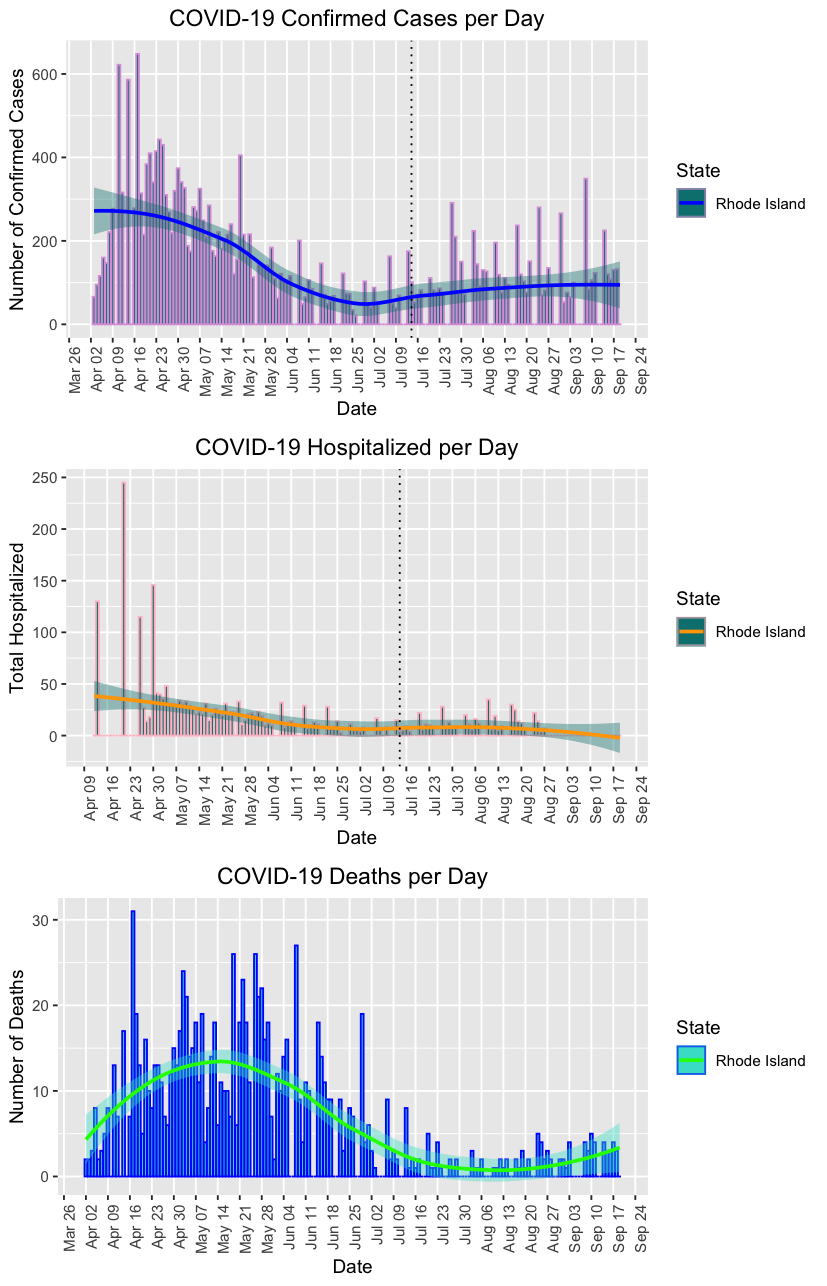 COVID-19 Confirmed Cases per Day
Number of Confirmed Cases
600
400
200
0
Mar 26
Apr 02
Apr 09
Apr 16
Apr 23
Apr 30
May 07
May 14
May 21
May 28
Jun 04
Jun 11
Jun 18
Jun 25
Jul 02
Jul 09
Jul 16
Jul 23
Jul 30
Aug 06
Aug 13
Aug 20
Aug 27
Sep 03
Sep 10
Sep 17
Sep 24
Date
State
Rhode Island
COVID-19 Hospitalized per Day
Total Hospitalized
250
200
150
100
50
0
Apr 09
Apr 16
Apr 23
Apr 30
May 07
May 14
May 21
May 28
Jun 04
Jun 11
Jun 18
Jun 25
Jul 02
Jul 09
Jul 16
Jul 23
Jul 30
Aug 06
Aug 13
Aug 20
Aug 27
Sep 03
Sep 10
Sep 17
Sep 24
Date
State
Rhode Island
COVID-19 Deaths per Day
Number of Deaths
30
20
10
0
Mar 26
Apr 02
Apr 09
Apr 16
Apr 23
Apr 30
May 07
May 14
May 21
May 28
Jun 04
Jun 11
Jun 18
Jun 25
Jul 02
Jul 09
Jul 16
Jul 23
Jul 30
Aug 06
Aug 13
Aug 20
Aug 27
Sep 03
Sep 10
Sep 17
Sep 24
Date
State
Rhode Island